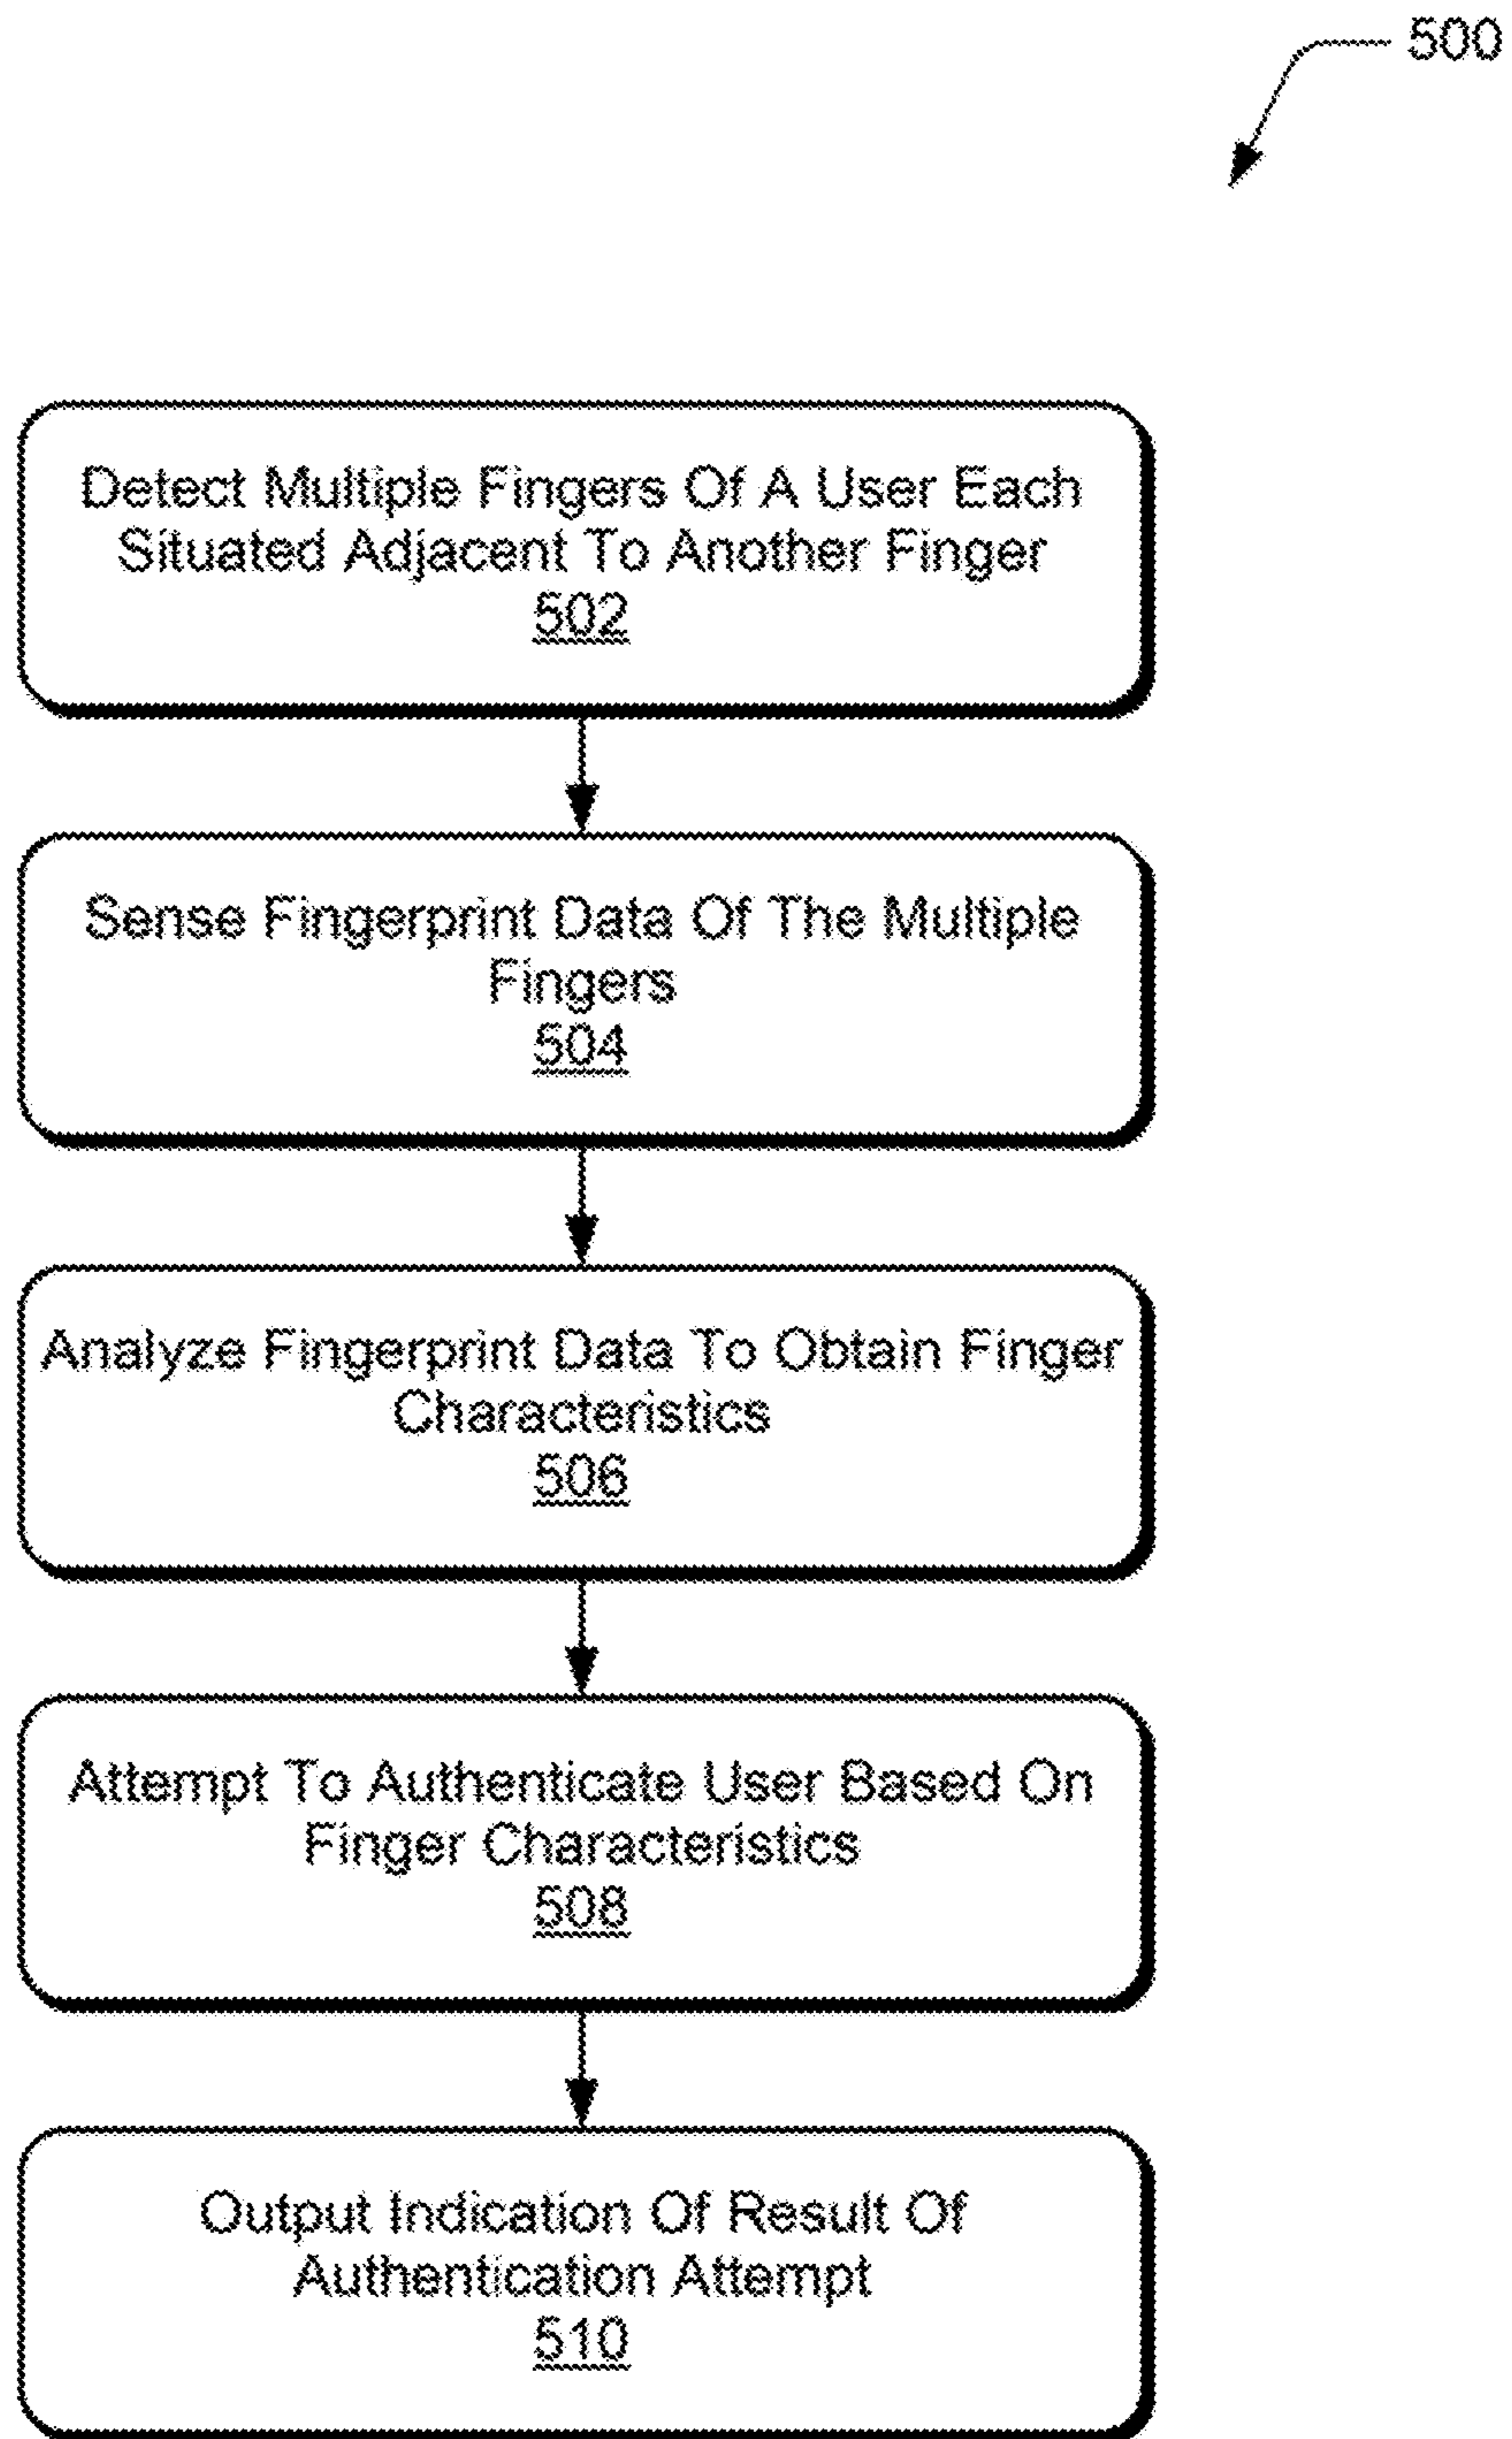 500
Detect Multiple Fingers Of A User Each
Situated Adjacent To Another Finger
502
Sense Fingerprint Data Of The Multiple
Fingers
504
Analyze Fingerprint Data To Obtain Finger
Characteristics
506
Attempt To Authenticate User Based On
Finger Characteristics
508
Output Indication Of Result Of
Authentication Attempt
510